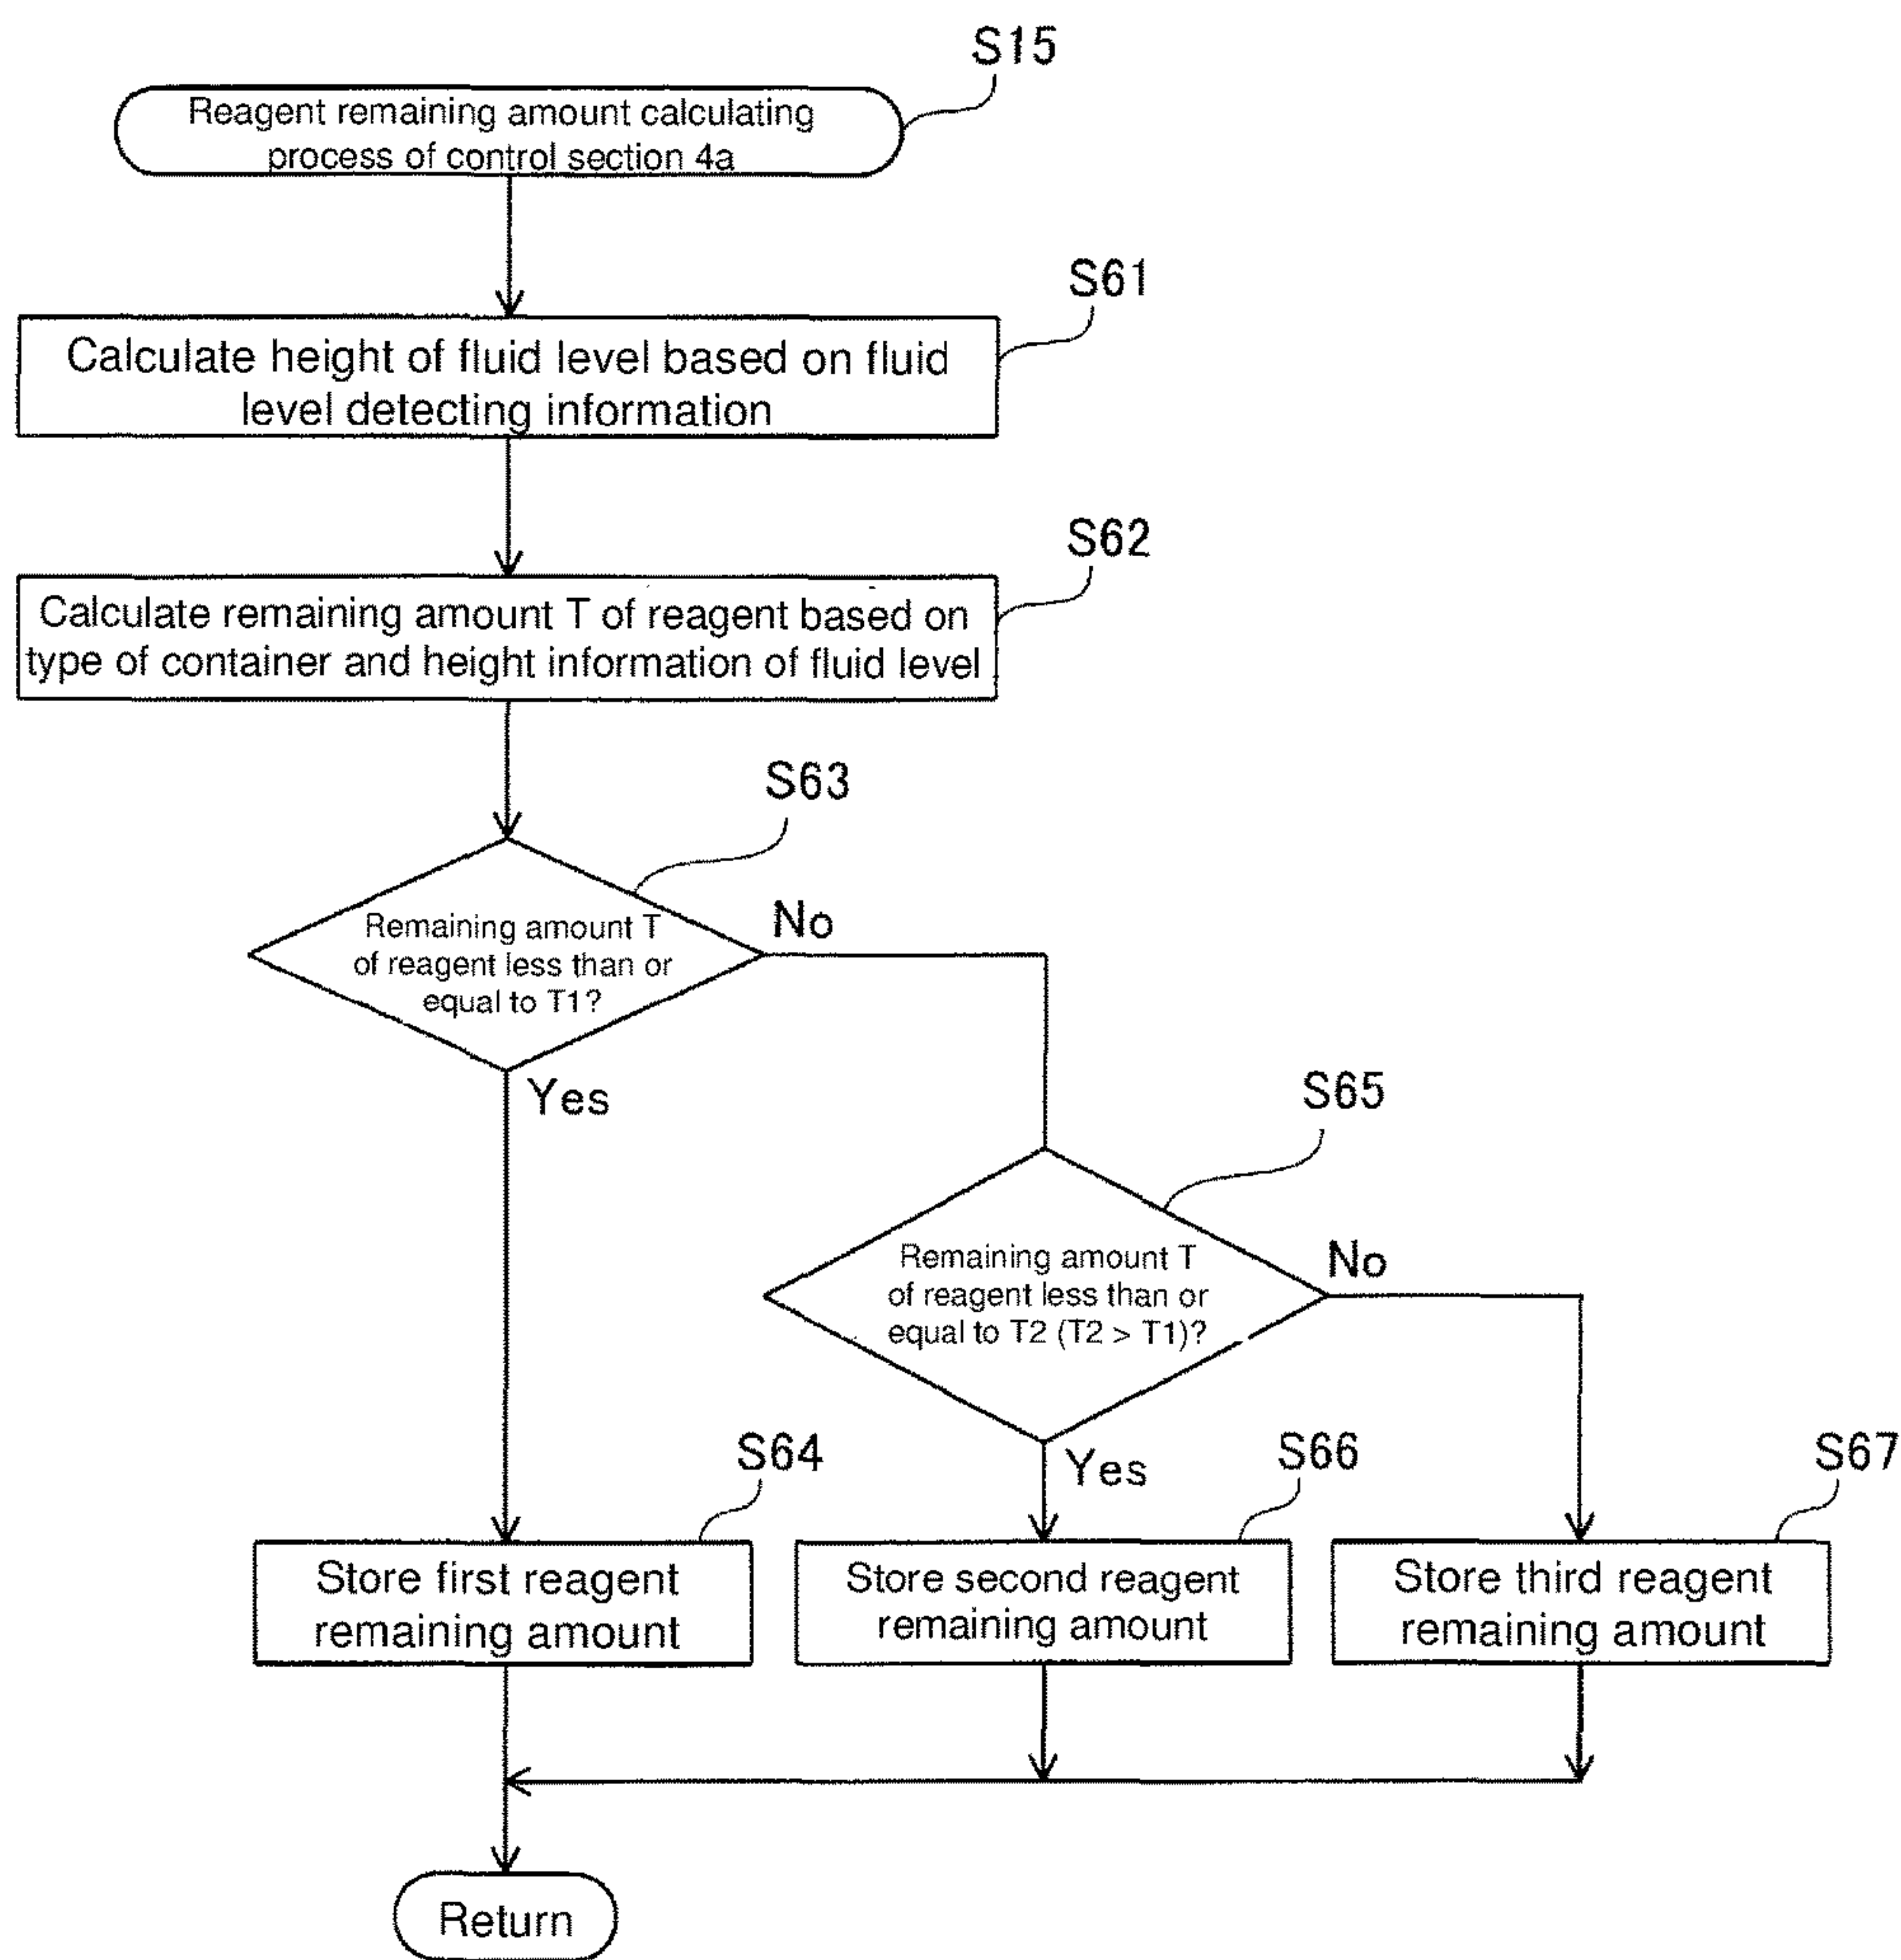 S15
Reagent remaining amount calculating
process of control section 4a
S61
Calculate height of fluid level based on fluid
level detecting information
S62
Calculate remaining amount T of reagent based on
type of container and height information of fluid level
S63
Remaining amount T
of reagent less than or
equal to T1?
No
Yes
S65
Remaining amount T
of reagent less than or
equal to T2 (T2 > T1)?
No
Yes
S64
Store first reagent
remaining amount
S66
Store second reagent
remaining amount
S67
Store third reagent
remaining amount
Return